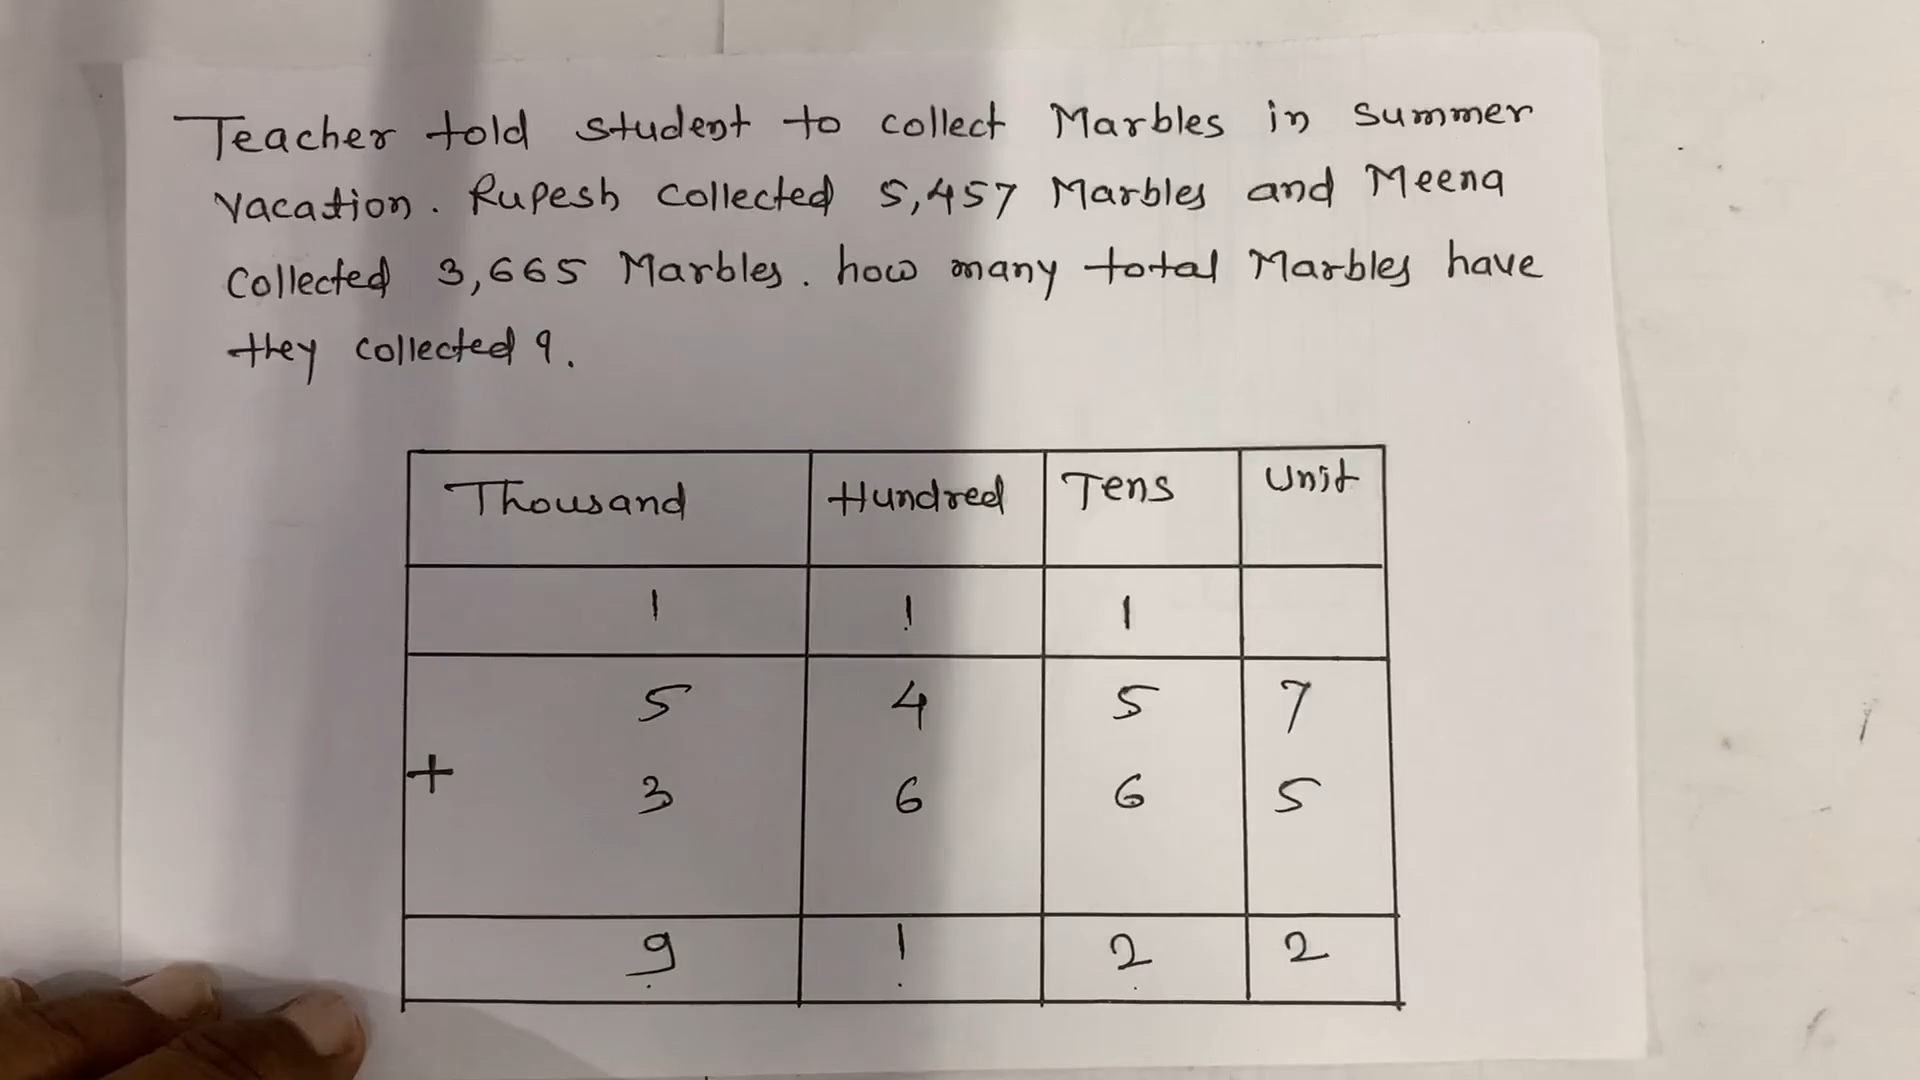 Teacher told student to collect Marbles in Summer
vacation. Rupesh collected 5,457 Marbles and Meena
collected 3,665 Marbles. how many total Marbles have
they collected ?.
Thousand Hundred Tens Unit
1 1 1
5 4 5 7
+ 3 6 6 5
9 1 2 2